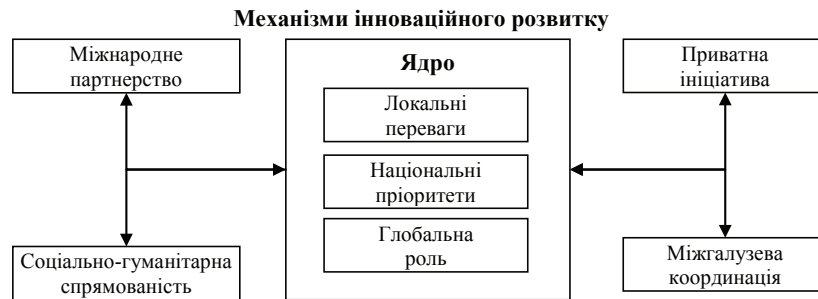 Механізми інноваційного розвитку
Міжнародне
партнерство
Ядро
Локальні
переваги
Національні
пріоритети
Глобальна
роль
Приватна
ініціатива
Соціально-гуманітарна
спрямованість
Міжгалузева
координація